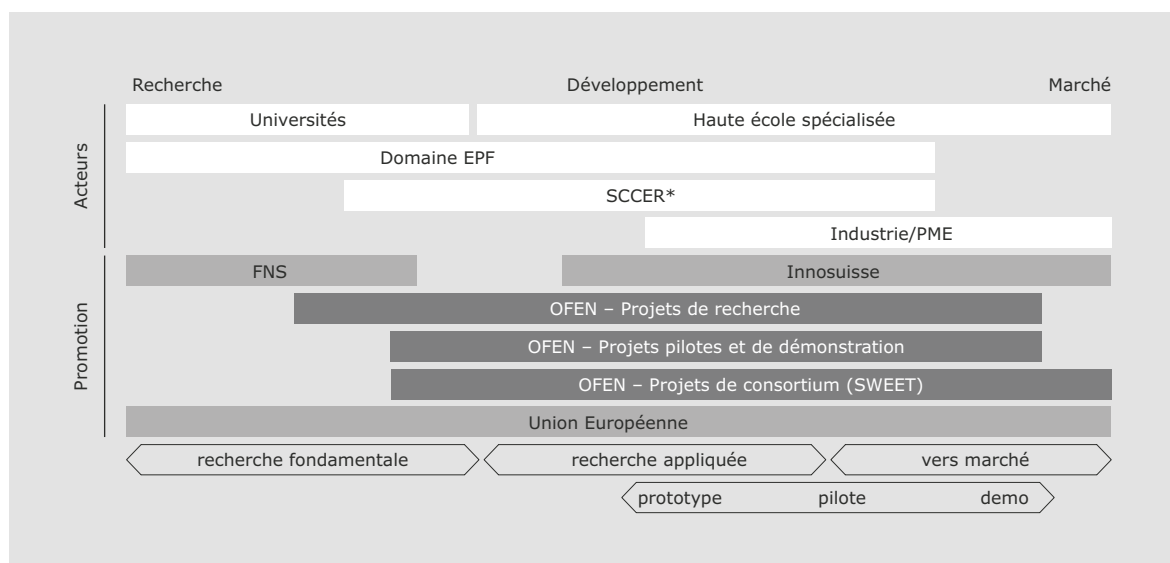 Recherche Développement Marché
Acteurs
Universités Haute école spécialisée
Domaine EPF
SCCER*
Industrie/PME
Promotion
FNS Innosuisse
OFEN – Projets de recherche
OFEN – Projets pilotes et de démonstration
OFEN – Projets de consortium (SWEET)
Union Européenne
recherche fondamentale recherche appliquée vers marché
prototype pilote demo